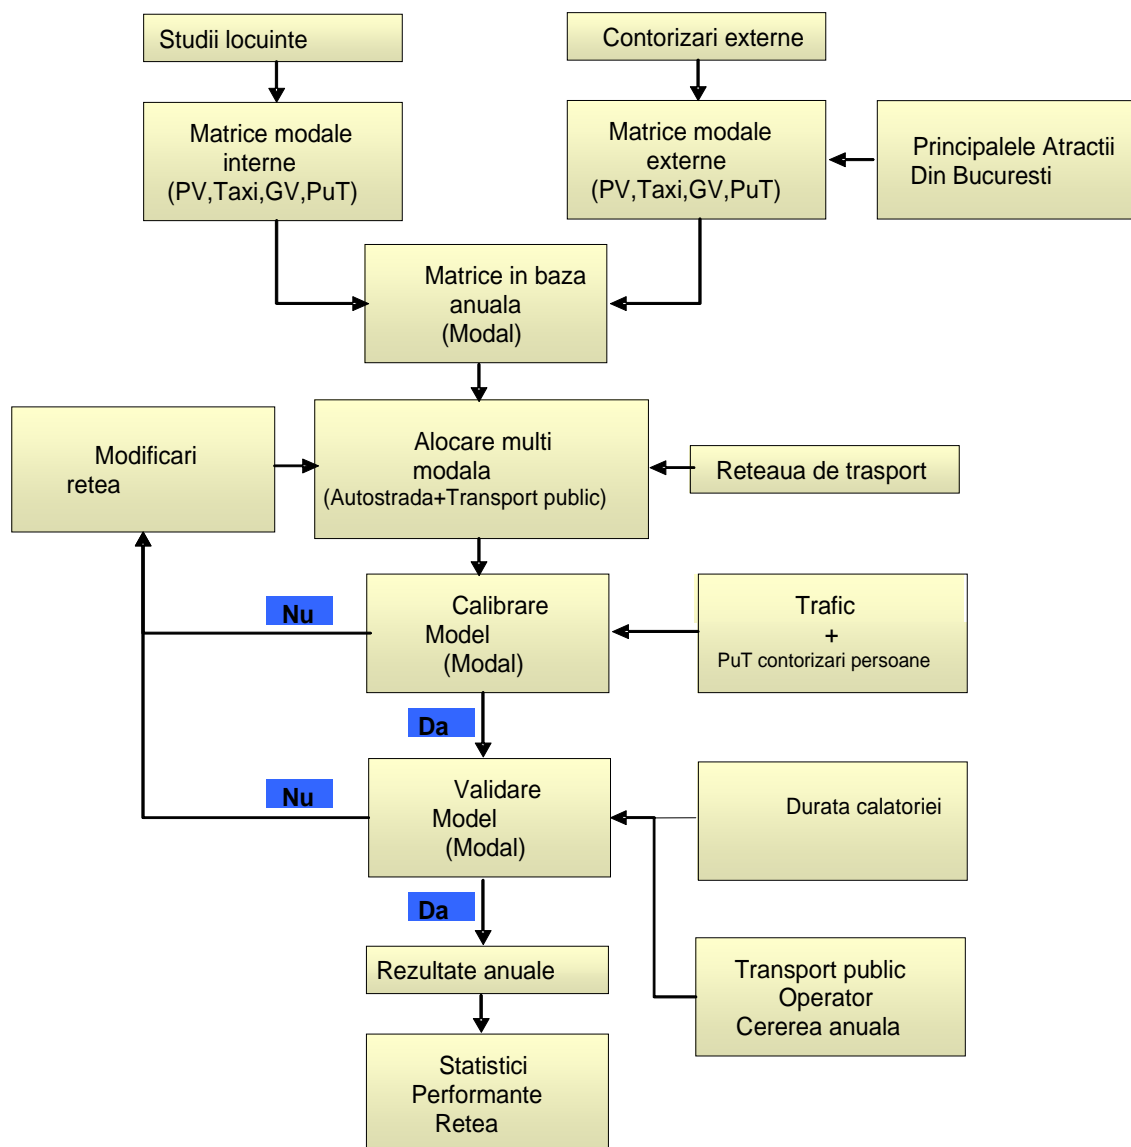 Studii locuinte
Contorizari externe
Matrice modale
interne
(PV,Taxi,GV,PuT)
Matrice modale
externe
(PV,Taxi,GV,PuT)
Principalele Atractii
Din Bucuresti
Matrice in baza
anuala
(Modal)
Modificari
retea
Alocare multi
modala
(Autostrada+Transport public)
Reteaua de trasport
Nu
Calibrare
Model
(Modal)
Trafic
+
PuT contorizari persoane
Da
Nu
Validare
Model
(Modal)
Durata calatoriei
Da
Rezultate anuale
Transport public
Operator
Cererea anuala
Statistici
Performante
Retea